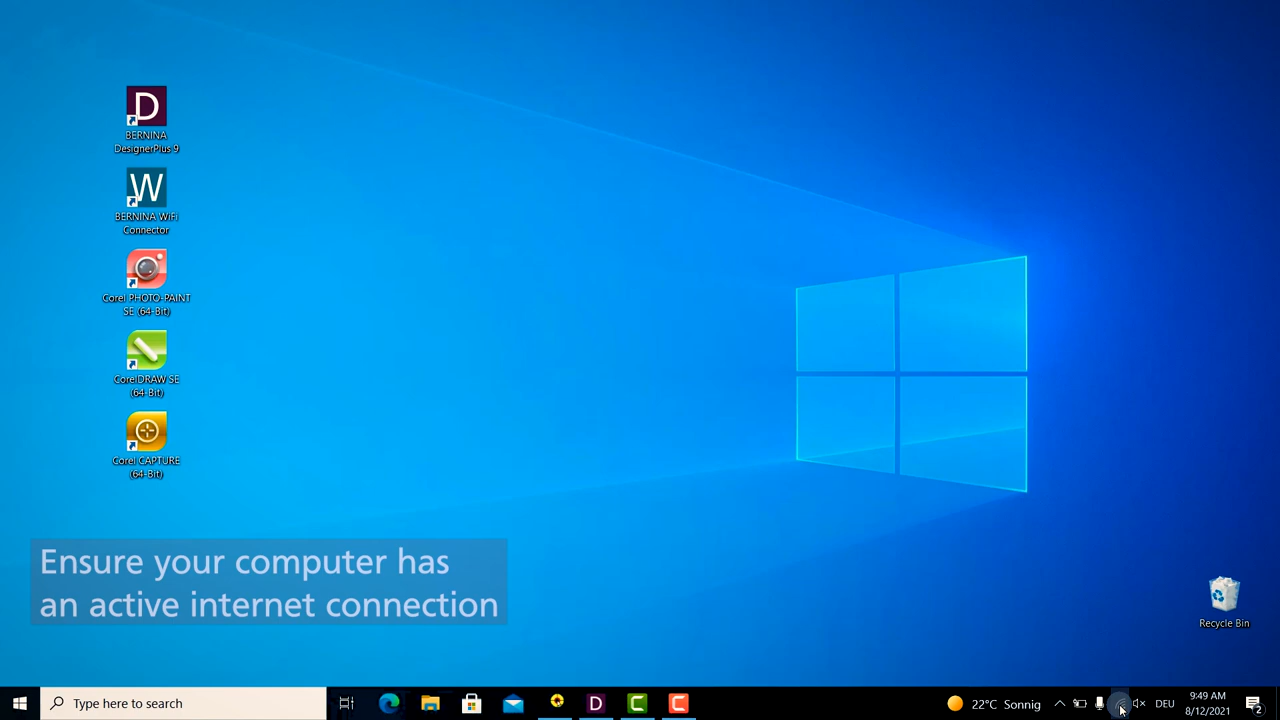 D
BERNINA
DesignerPlus 9
W
BERNINA WiFi
Connector
Corel PHOTO-PAINT
SE (64-Bit)
CorelDRAW SE
(64-Bit)
Corel CAPTURE
(64-Bit)
Ensure your computer has
an active internet connection
Recycle Bin
Type here to search
D
C
C
22°C Sonnig
DEU
9:49 AM
8/12/2021
2